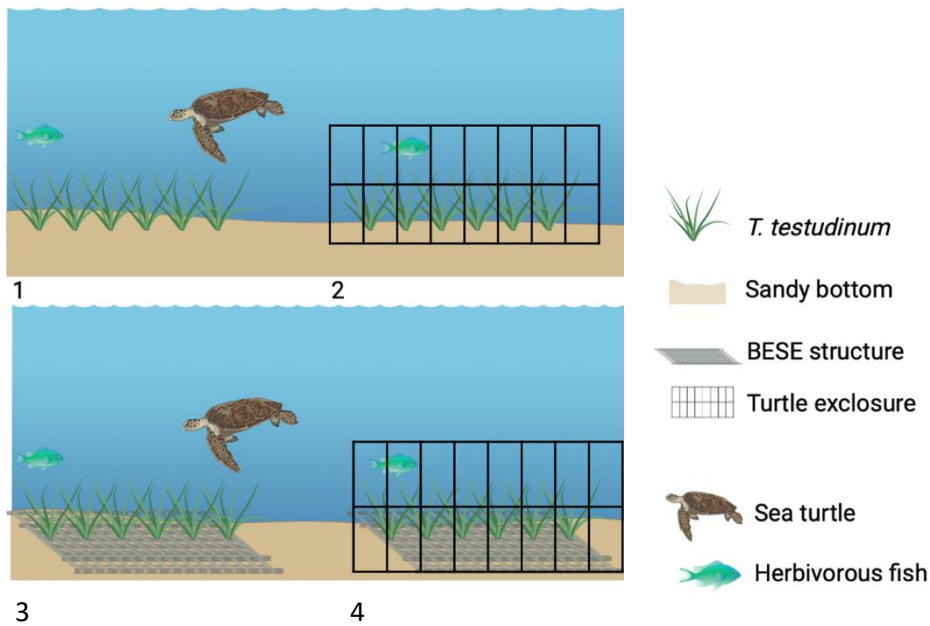 1
2
3
4
T. testudinum
Sandy bottom
BESE structure
Turtle exclosure
Sea turtle
Herbivorous fish